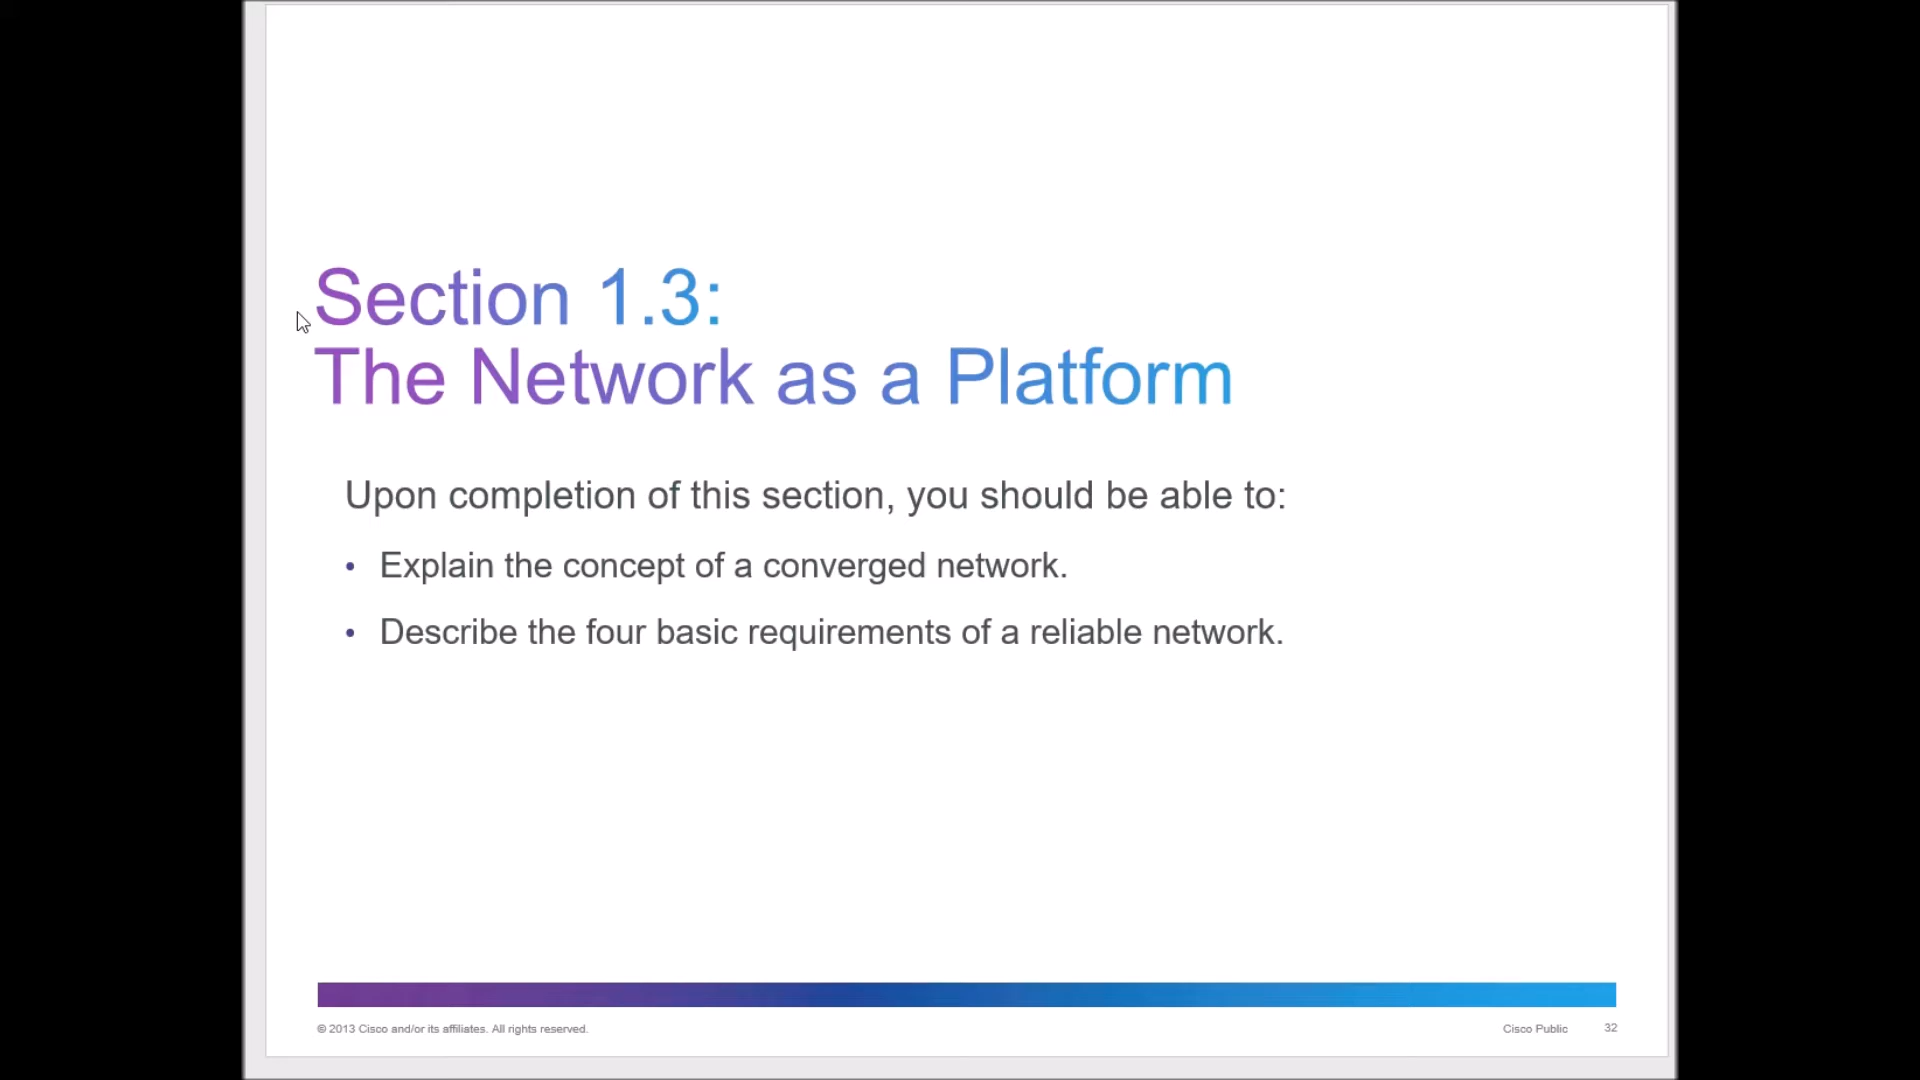 Section 1.3:
The Network as a Platform
Upon completion of this section, you should be able to:
• Explain the concept of a converged network.
• Describe the four basic requirements of a reliable network.
© 2013 Cisco and/or its affiliates. All rights reserved.
Cisco Public 32